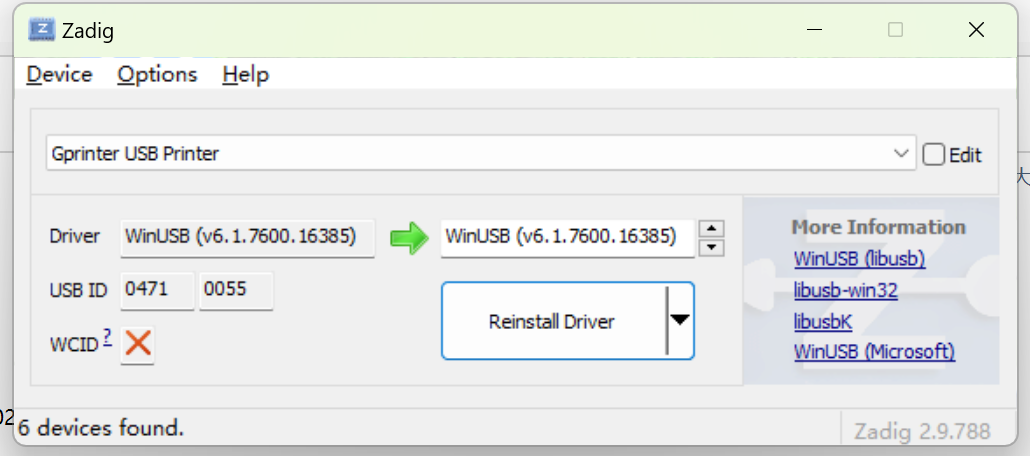 Zadig
Device Options Help
Gprinter USB Printer
Edit
Driver WinUSB (v6.1.7600.16385) WinUSB (v6.1.7600.16385)
USB ID 0471 0055
Reinstall Driver
WCID ?
More Information
WinUSB (libusb)
libusb-win32
libusbK
WinUSB (Microsoft)
6 devices found.
Zadig 2.9.788